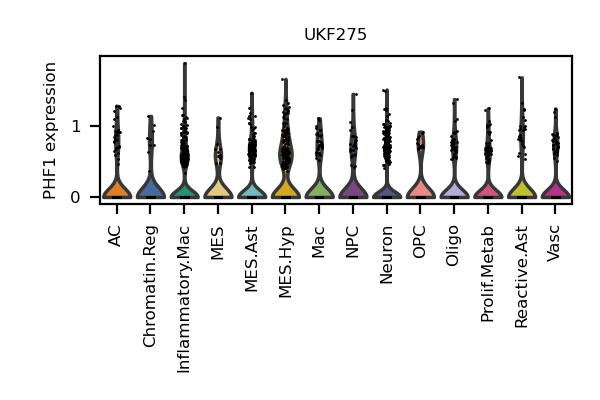 UKF275
PHF1 expression
1
0
AC
Chromatin.Reg
Inflammatory.Mac
MES
MES.Ast
MES.Hyp
Mac
NPC
Neuron
OPC
Oligo
Prolif.Metab
Reactive.Ast
Vasc